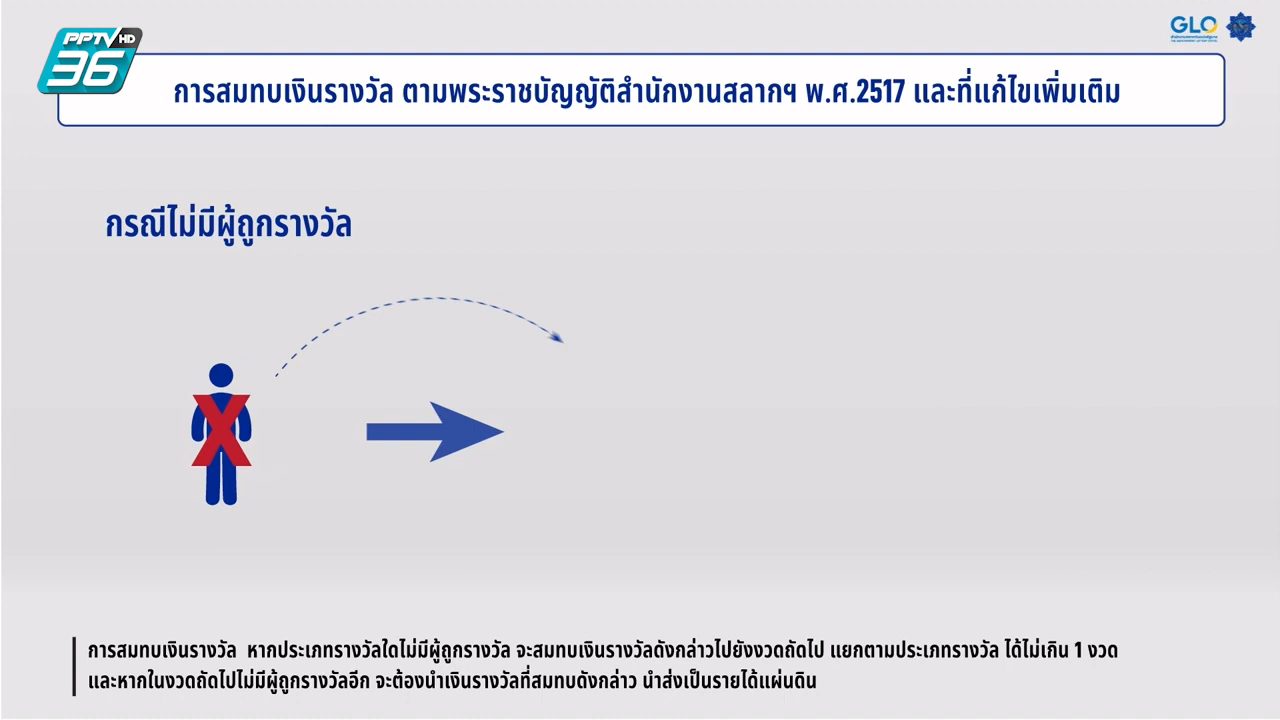 PPTV HD
36
GLO
การสมทบเงินรางวัล ตามพระราชบัญญัติสำนักงานสลากฯ พ.ศ.2517 และที่แก้ไขเพิ่มเติม
กรณีไม่มีผู้ถูกรางวัล
X
การสมทบเงินรางวัล หากประเภทรางวัลใดไม่มีผู้ถูกรางวัล จะสมทบเงินรางวัลดังกล่าวไปยังงวดถัดไป แยกตามประเภทรางวัล ได้ไม่เกิน 1 งวด
และหากในงวดถัดไปไม่มีผู้ถูกรางวัลอีก จะต้องนำเงินรางวัลที่สมทบดังกล่าว นำส่งเป็นรายได้แผ่นดิน